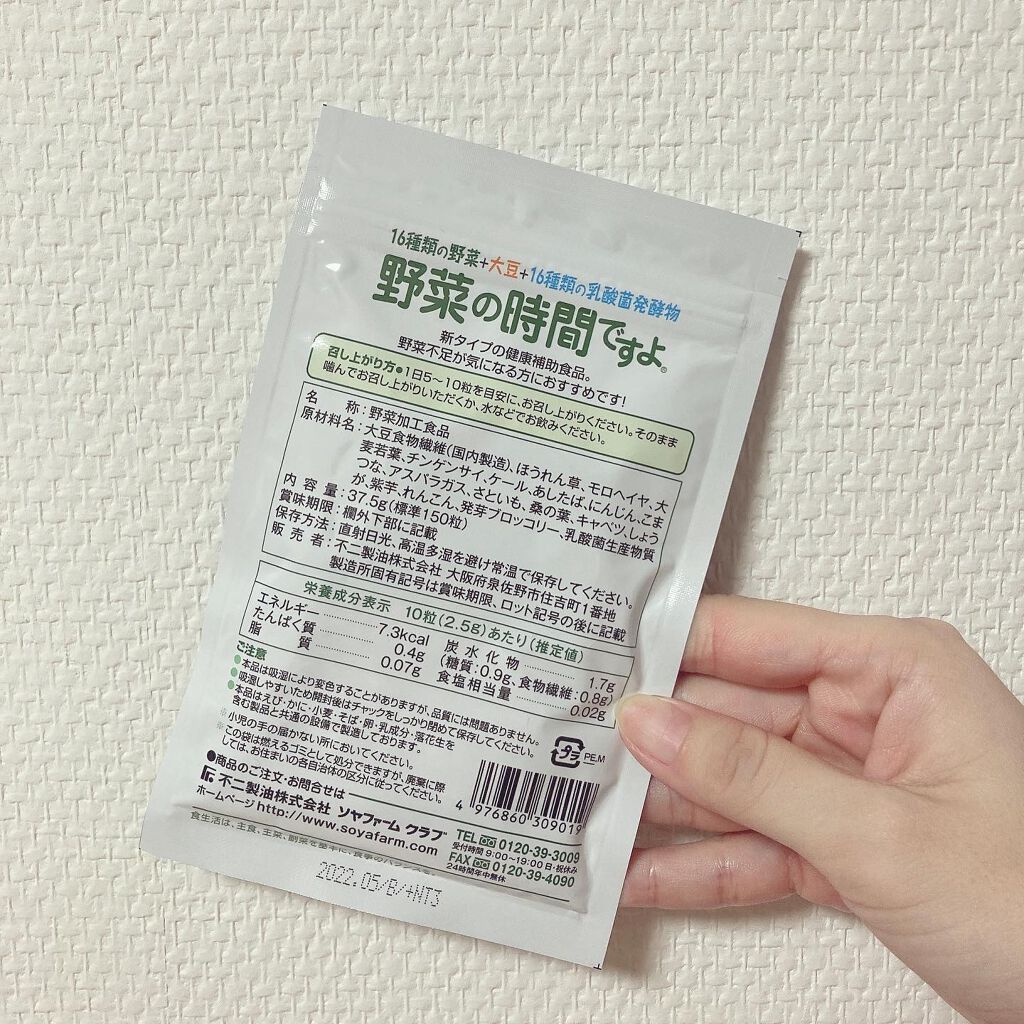 16種類の野菜+大豆+16種類の乳酸菌発酵物
野菜の時間ですよ®
新タイプの健康補助食品。
野菜不足が気になる方におすすめです!
召し上がり方●1日5~10粒を目安に、お召し上がりください。そのまま
噛んでお召し上がりいただくか、水などでお飲みください。
名称:野菜加工食品
原材料名:大豆食物繊維(国内製造)、ほうれん草、モロヘイヤ、大
麦若葉、チンゲンサイ、ケール、あしたば、にんじん、こま
つな、アスパラガス、さといも、桑の葉、キャベツ、しょう
が、紫芋、れんこん、発芽ブロッコリー、乳酸菌生産物質
内容量:37.5g(標準150粒)
賞味期限:欄外下部に記載
保存方法:直射日光、高温多湿を避け常温で保存してください。
販売者:不二製油株式会社 大阪府泉佐野市住吉町1番地
製造所固有記号は賞味期限、ロット記号の後に記載
栄養成分表示 10粒(2.5g)あたり(推定値)
エネルギー 7.3kcal 炭水化物 1.7g
たんぱく質 0.4g (糖質:0.9g、食物繊維:0.8g)
脂質 0.07g 食塩相当量 0.02g
ご注意
●本品は吸湿により変色することがありますが、品質には問題ありません。
●吸湿しやすいため開封後はチャックをしっかり閉めて保存してください。
●本品はえび・かに・小麦・そば・卵・乳成分・落花生を
含む製品と共通の設備で製造しております。
※小児の手の届かない所においてください。
※この袋は燃えるゴミとして処分できますが、廃棄に際
しては、お住まいの各自治体の区分に従ってください。
プラ PE,M
●商品のご注文・お問合せは
不二製油株式会社 ソヤファーム クラブ
ホームページ http://www.soyafarm.com
4 976860 309019
TEL 0120-39-3009
受付時間 9:00~19:00 日・祝休み
FAX 0120-39-4090
24時間年中無休
食生活は、主食、主菜、副菜を基本に、食事のバランスを
2022.05/B/+NT3